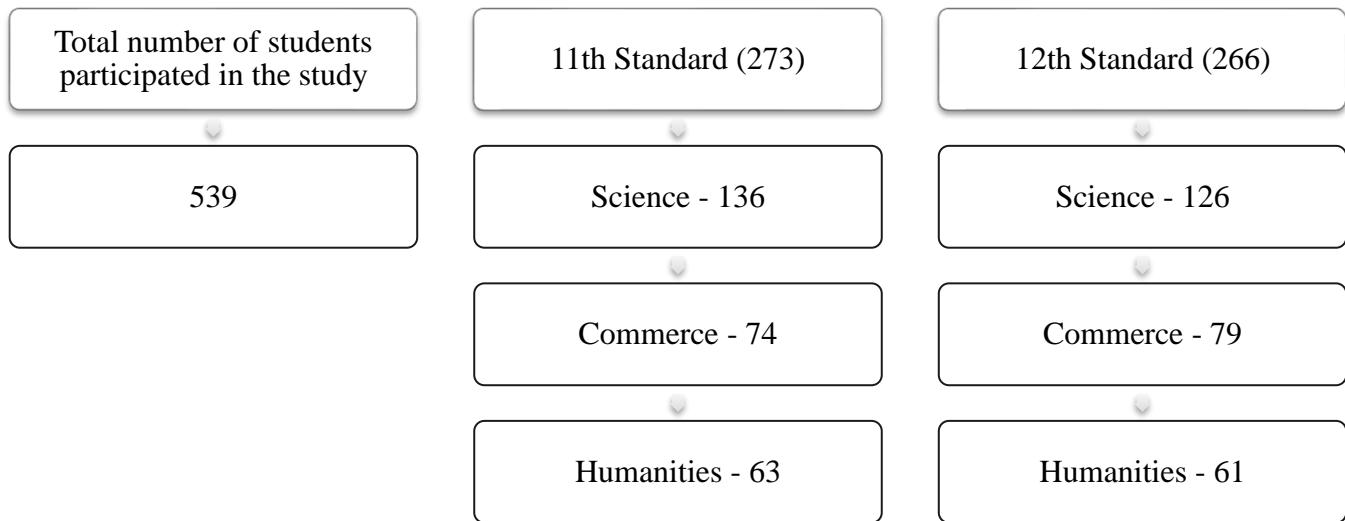 Total number of students
participated in the study
539
11th Standard (273)
Science - 136
Commerce - 74
Humanities - 63
12th Standard (266)
Science - 126
Commerce - 79
Humanities - 61